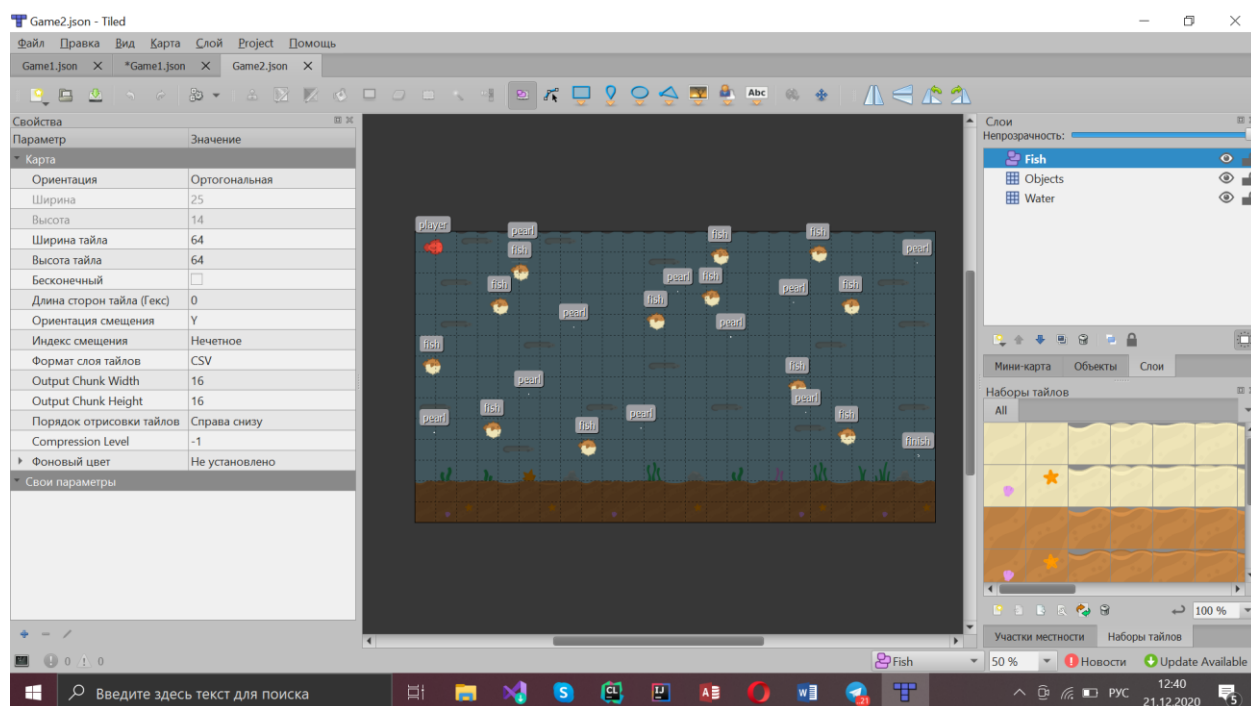 Game2.json - Tiled
Файл Правка Вид Карта Слой Project Помощь
Game1.json *Game1.json Game2.json
Abc
Свойства
Параметр Значение
Карта
Ориентация Ортогональная
Ширина 25
Высота 14
Ширина тайла 64
Высота тайла 64
Бесконечный
Длина сторон тайла (Гекс) 0
Ориентация смещения Y
Индекс смещения Нечетное
Формат слоя тайлов CSV
Output Chunk Width 16
Output Chunk Height 16
Порядок отрисовки тайлов Справа снизу
Compression Level -1
Фоновый цвет Не установлено
Свои параметры
player
pearl
fish
fish
fish
pearl
fish
pearl
fish
fish
pearl
fish
fish
pearl
pearl
fish
fish
pearl
pearl
fish
pearl
fish
pearl
fish
finish
Слои
Непрозрачность:
Fish
Objects
Water
Мини-карта Объекты Слои
Наборы тайлов
All
100 %
Участки местности Наборы тайлов
0 0
Fish
50 %
Новости
Update Available
Введите здесь текст для поиска
РУС
12:40
21.12.2020
5